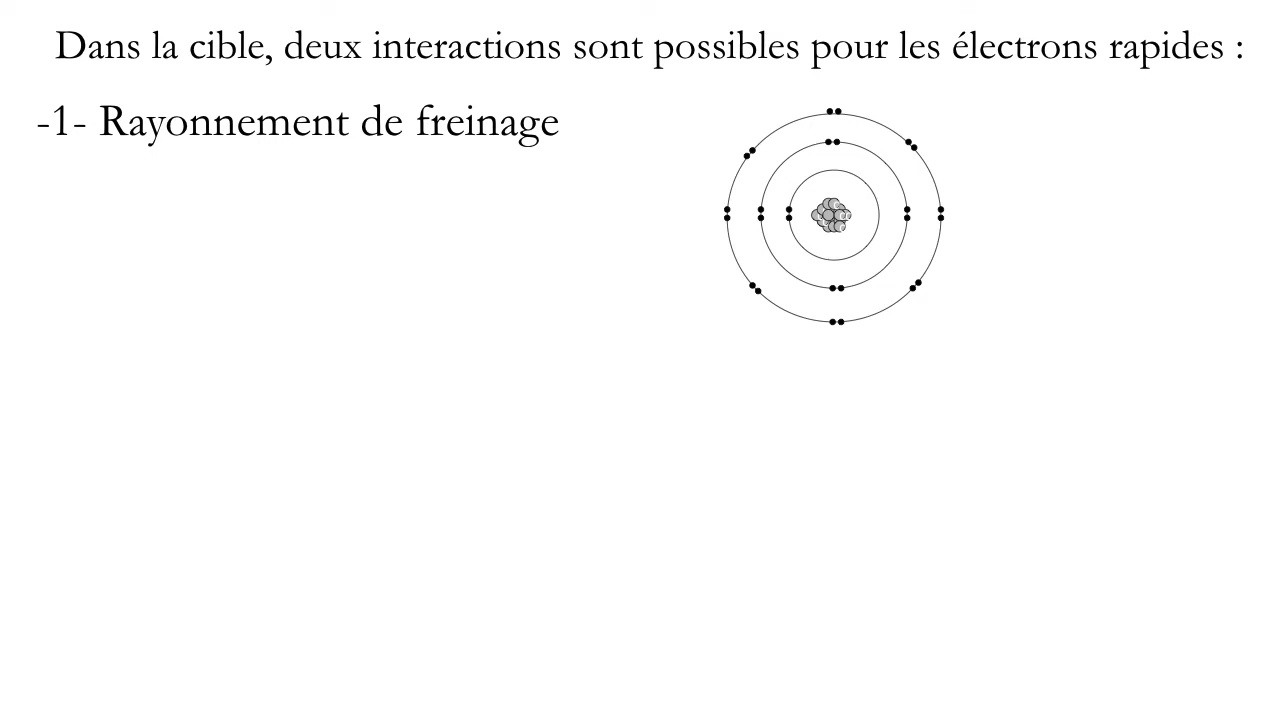 Dans la cible, deux interactions sont possibles pour les électrons rapides :
-1- Rayonnement de freinage